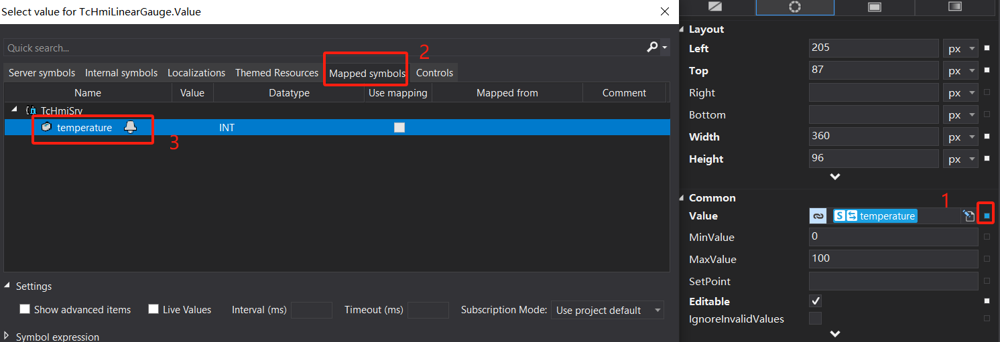 Select value for TcHmiLinearGauge.Value
Quick search...
2
Server symbols Internal symbols Localizations Themed Resources Mapped symbols Controls
Name Value Datatype Use mapping Mapped from Comment
TcHmiSrv
temperature INT
3
Settings
Show advanced items Live Values Interval (ms) Timeout (ms) Subscription Mode: Use project default
Symbol expression
Layout
Left 205 px
Top 87 px
Right px
Bottom px
Width 360 px
Height 96 px
Common
1
Value S temperature
MinValue 0
MaxValue 100
SetPoint
Editable
IgnoreInvalidValues